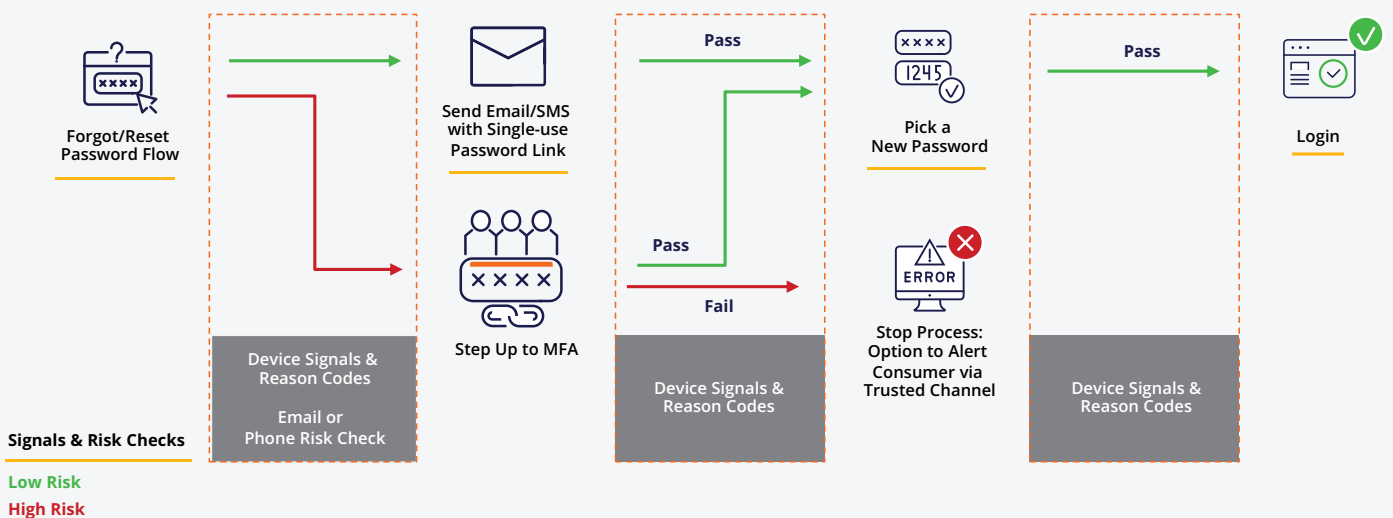 ××××
Forgot/Reset
Password Flow
Device Signals &
Reason Codes
Email or
Phone Risk Check
Send Email/SMS
with Single-use
Password Link
××××
Step Up to MFA
Pass
Pass
Fail
Device Signals &
Reason Codes
××××
1245
Pick a
New Password
ERROR
Stop Process:
Option to Alert
Consumer via
Trusted Channel
Pass
Device Signals &
Reason Codes
Login
Signals & Risk Checks
Low Risk
High Risk